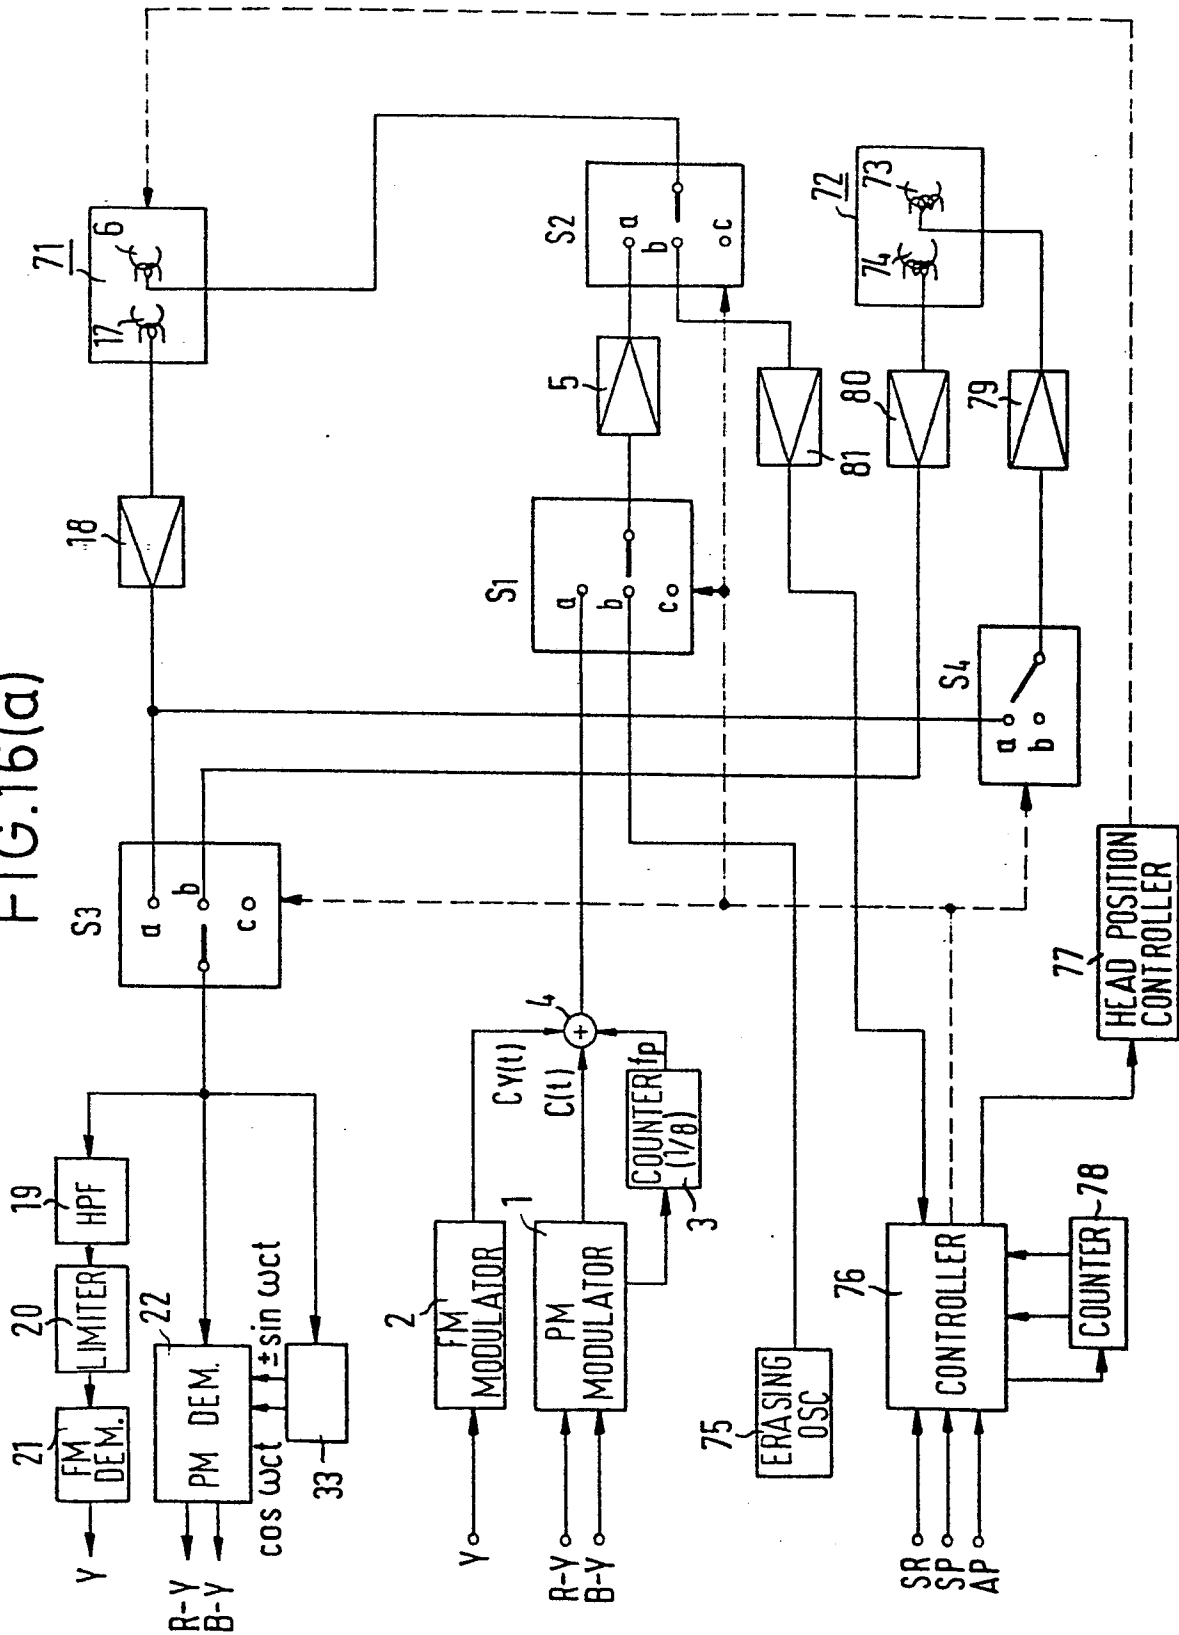 FIG.16(a)
71
6
17
18
S3
a
b
c
19
HPF
20
LIMITER
21
FM
DEM.
Y
22
PM DEM.
R-Y
B-Y
cos ωct
±sin ωct
33
S2
a
b
c
5
S1
a
b
c
72
73
74
81
80
79
S4
a
b
4
+
CY(t)
C(t)
fp
COUNTER
(1/8)
3
2
FM
MODULATOR
1
PM
MODULATOR
Y
R-Y
B-Y
75
ERASING
OSC
76
CONTROLLER
SR
SP
AP
78
COUNTER
77
HEAD POSITION
CONTROLLER